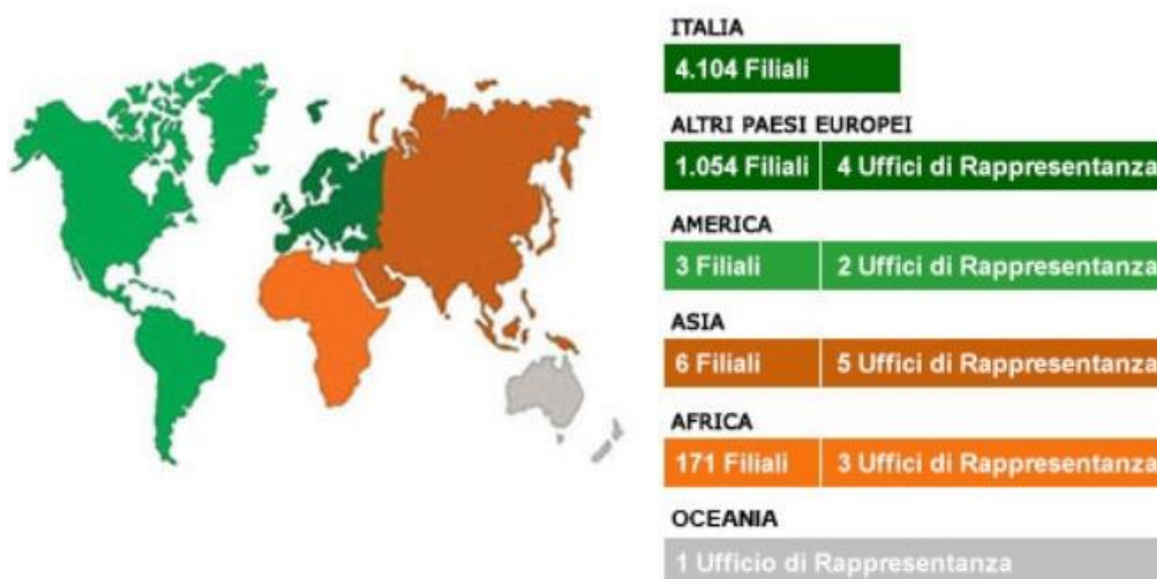 ITALIA
4.104 Filiali
ALTRI PAESI EUROPEI
1.054 Filiali 4 Uffici di Rappresentanza
AMERICA
3 Filiali 2 Uffici di Rappresentanza
ASIA
6 Filiali 5 Uffici di Rappresentanza
AFRICA
171 Filiali 3 Uffici di Rappresentanza
OCEANIA
1 Ufficio di Rappresentanza